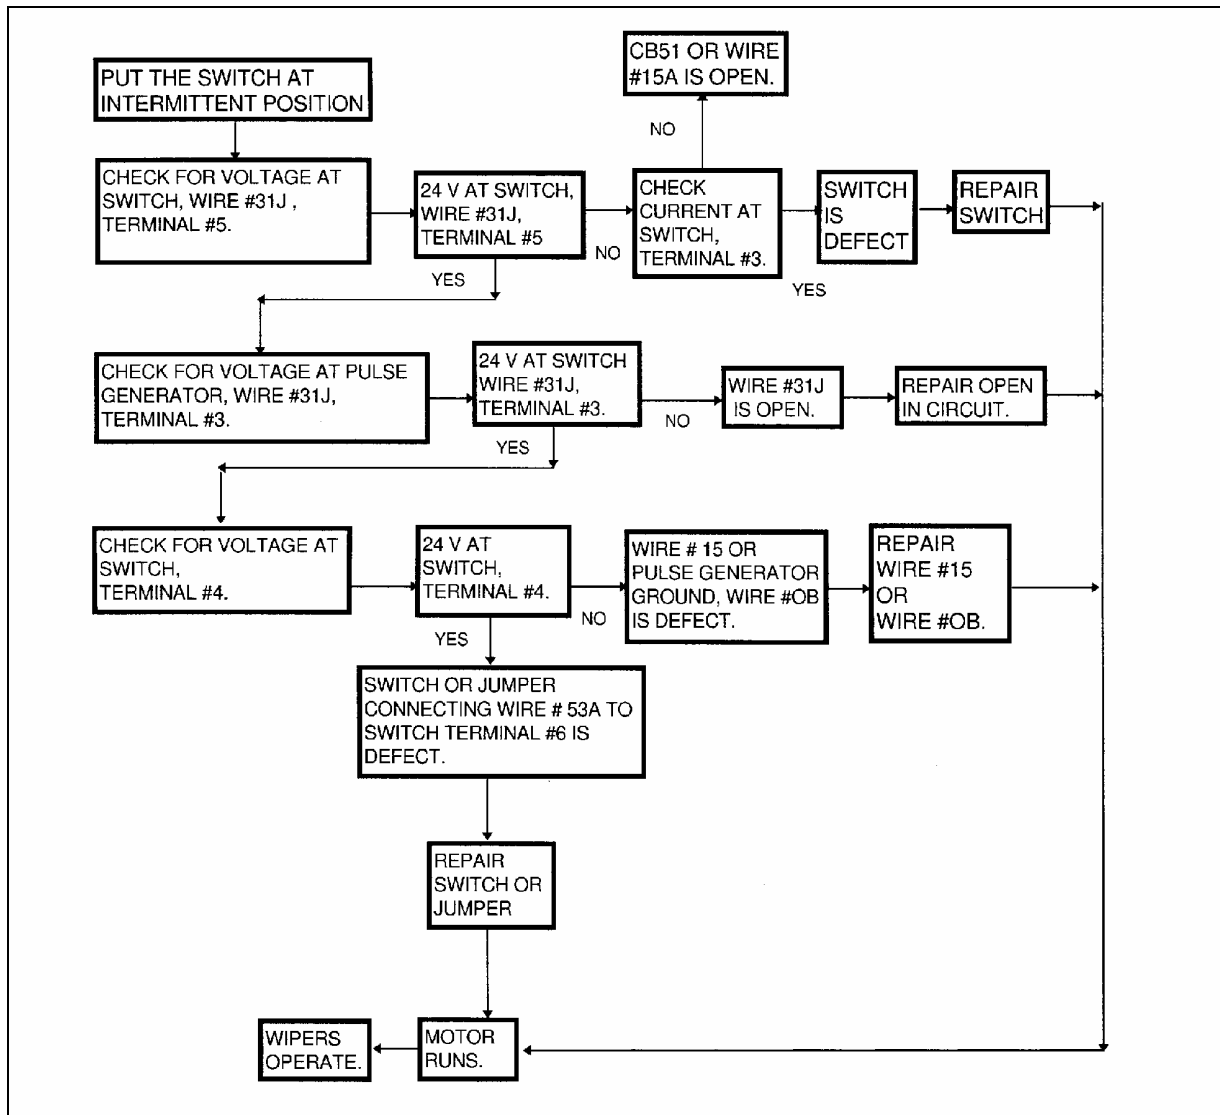 PUT THE SWITCH AT
INTERMITTENT POSITION
CB51 OR WIRE
#15A IS OPEN.
NO
CHECK FOR VOLTAGE AT
SWITCH, WIRE #31J ,
TERMINAL #5.
24 V AT SWITCH,
WIRE #31J,
TERMINAL #5
NO
YES
CHECK
CURRENT AT
SWITCH,
TERMINAL #3.
YES
SWITCH
IS
DEFECT
REPAIR
SWITCH
CHECK FOR VOLTAGE AT PULSE
GENERATOR, WIRE #31J,
TERMINAL #3.
24 V AT SWITCH
WIRE #31J,
TERMINAL #3.
NO
YES
WIRE #31J
IS OPEN.
REPAIR OPEN
IN CIRCUIT.
CHECK FOR VOLTAGE AT
SWITCH,
TERMINAL #4.
24 V AT
SWITCH,
TERMINAL #4.
NO
YES
WIRE # 15 OR
PULSE GENERATOR
GROUND, WIRE #OB
IS DEFECT.
REPAIR
WIRE #15
OR
WIRE #OB.
SWITCH OR JUMPER
CONNECTING WIRE # 53A TO
SWITCH TERMINAL #6 IS
DEFECT.
REPAIR
SWITCH OR
JUMPER
WIPERS
OPERATE.
MOTOR
RUNS.